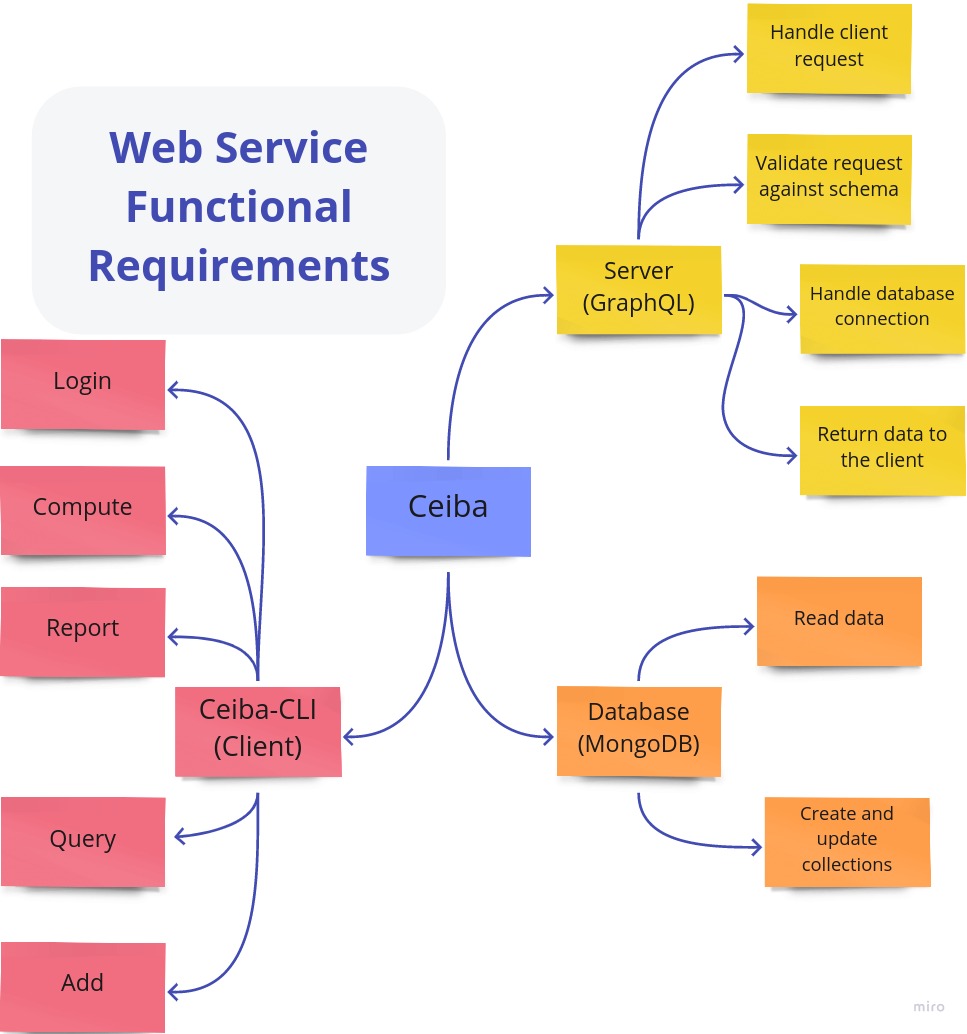 Web Service
Functional
Requirements
Handle client
request
Validate request
against schema
Server
(GraphQL)
Handle database
connection
Return data to
the client
Login
Compute
Report
Ceiba
Ceiba-CLI
(Client)
Query
Add
Database
(MongoDB)
Read data
Create and
update
collections
miro